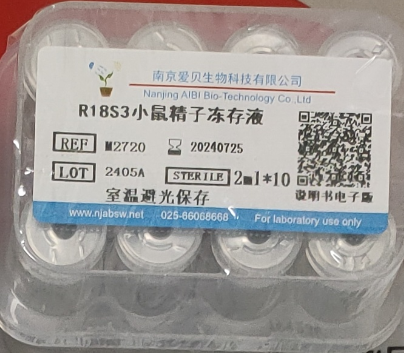 南京爱贝生物科技有限公司
Nanjing AIBI Bio-Technology Co.,Ltd
R18S3小鼠精子冻存液
REF M2720 20240725
LOT 2405A STERILE 2ml*10
室温避光保存 说明书电子版
www.njabsw.net 025-86068668 For laboratory use only